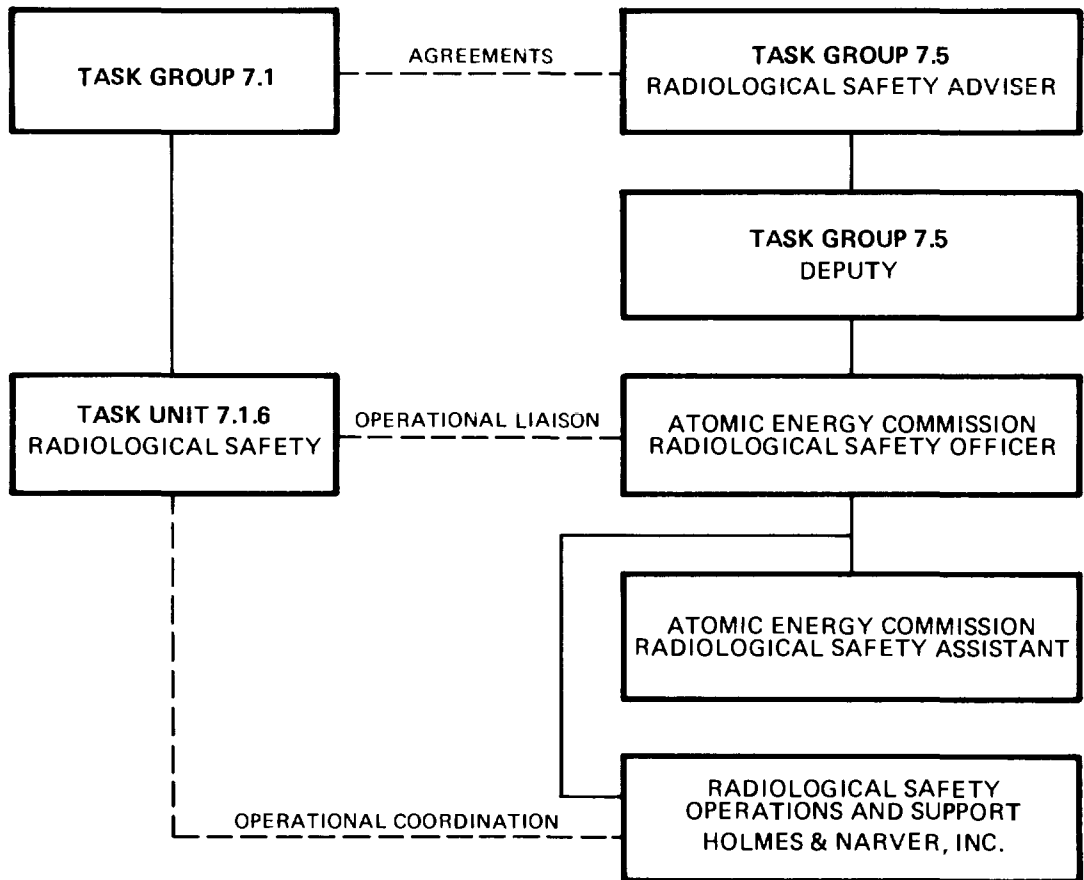 TASK GROUP 7.1
AGREEMENTS
TASK GROUP 7.5
RADIOLOGICAL SAFETY ADVISER
TASK GROUP 7.5
DEPUTY
TASK UNIT 7.1.6
RADIOLOGICAL SAFETY
OPERATIONAL LIAISON
ATOMIC ENERGY COMMISSION
RADIOLOGICAL SAFETY OFFICER
ATOMIC ENERGY COMMISSION
RADIOLOGICAL SAFETY ASSISTANT
OPERATIONAL COORDINATION
RADIOLOGICAL SAFETY
OPERATIONS AND SUPPORT
HOLMES & NARVER, INC.